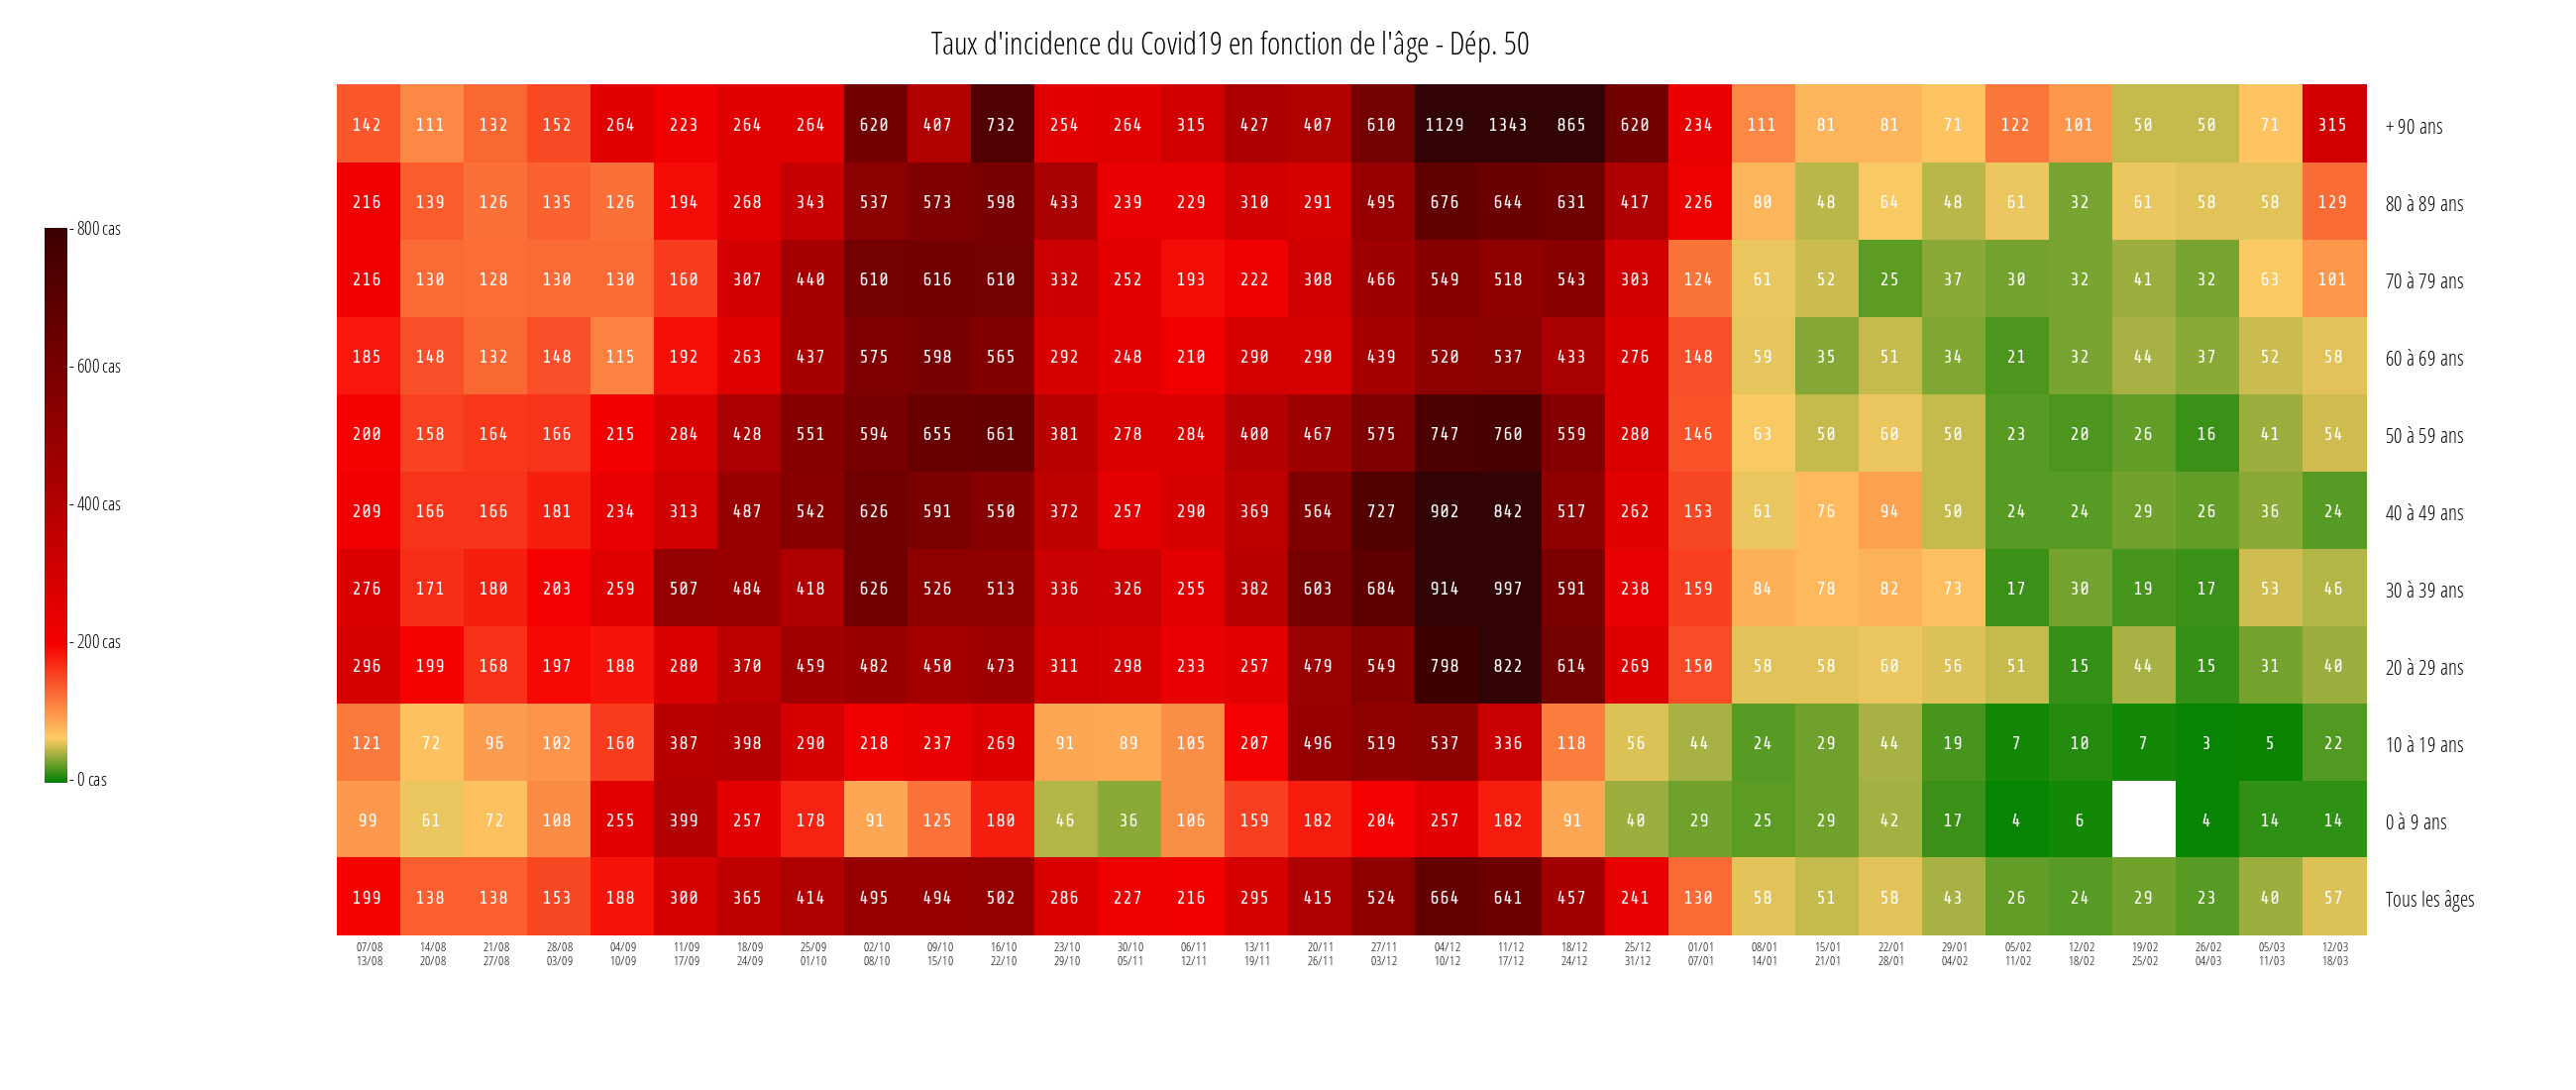 Taux d'incidence du Covid19 en fonction de l'âge - Dép. 50
142 111 132 152 264 223 264 264 620 407 732 254 264 315 427 407 610 1129 1343 865 620 234 111 81 81 71 122 101 50 50 71 315 + 90 ans
216 139 126 135 126 194 268 343 537 573 598 433 239 229 310 291 495 676 644 631 417 226 80 48 64 48 61 32 61 58 58 129 80 à 89 ans
216 130 128 130 130 160 307 440 610 616 610 332 252 193 222 308 466 549 518 543 303 124 61 52 25 37 30 32 41 32 63 101 70 à 79 ans
185 148 132 148 115 192 263 437 575 598 565 292 248 210 290 290 439 520 537 433 276 148 59 35 51 34 21 32 44 37 52 58 60 à 69 ans
200 158 164 166 215 284 428 551 594 655 661 381 278 284 400 467 575 747 760 559 280 146 63 50 60 50 23 20 26 16 41 54 50 à 59 ans
209 166 166 181 234 313 487 542 626 591 550 372 257 290 369 564 727 902 842 517 262 153 61 76 94 50 24 24 29 26 36 24 40 à 49 ans
276 171 180 203 259 507 484 418 626 526 513 336 326 255 382 603 684 914 997 591 238 159 84 78 82 73 17 30 19 17 53 46 30 à 39 ans
296 199 168 197 188 280 370 459 482 450 473 311 298 233 257 479 549 798 822 614 269 150 58 58 60 56 51 15 44 15 31 40 20 à 29 ans
121 72 96 102 160 387 398 290 218 237 269 91 89 105 207 496 519 537 336 118 56 44 24 29 44 19 7 10 7 3 5 22 10 à 19 ans
99 61 72 108 255 399 257 178 91 125 180 46 36 106 159 182 204 257 182 91 40 29 25 29 42 17 4 6 4 14 14 0 à 9 ans
199 138 138 153 188 300 365 414 495 494 502 286 227 216 295 415 524 664 641 457 241 130 58 51 58 43 26 24 29 23 40 57 Tous les âges
07/08 14/08 21/08 28/08 04/09 11/09 18/09 25/09 02/10 09/10 16/10 23/10 30/10 06/11 13/11 20/11 27/11 04/12 11/12 18/12 25/12 01/01 08/01 15/01 22/01 29/01 05/02 12/02 19/02 26/02 05/03 12/03
13/08 20/08 27/08 03/09 10/09 17/09 24/09 01/10 08/10 15/10 22/10 29/10 05/11 12/11 19/11 26/11 03/12 10/12 17/12 24/12 31/12 07/01 14/01 21/01 28/01 04/02 11/02 18/02 25/02 04/03 11/03 18/03
- 800 cas
- 600 cas
- 400 cas
- 200 cas
- 0 cas